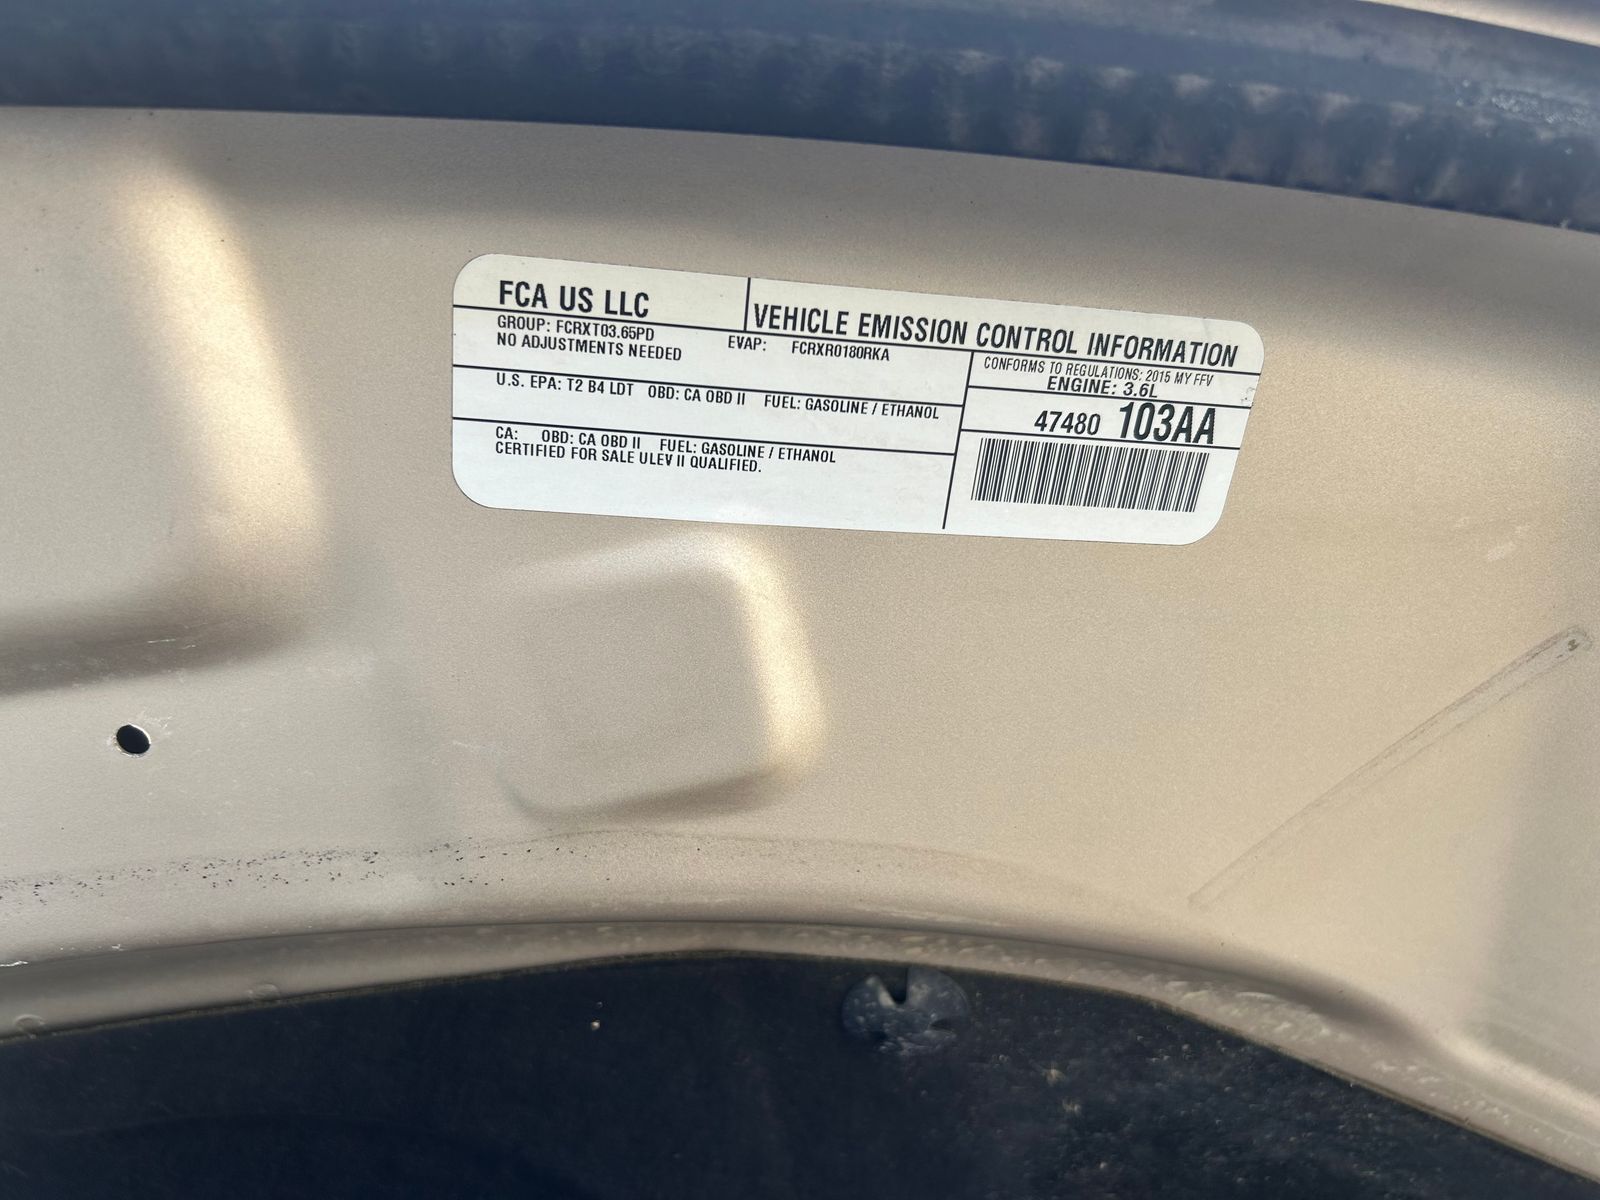 FCA US LLC
VEHICLE EMISSION CONTROL INFORMATION
GROUP: FCRXT03.65PD
EVAP: FCRXR0180RKA
NO ADJUSTMENTS NEEDED
CONFORMS TO REGULATIONS: 2015 MY FFV
ENGINE: 3.6L
U.S. EPA: T2 B4 LDT OBD: CA OBD II FUEL: GASOLINE / ETHANOL
47480 103AA
CA: OBD: CA OBD II FUEL: GASOLINE / ETHANOL
CERTIFIED FOR SALE ULEV II QUALIFIED.